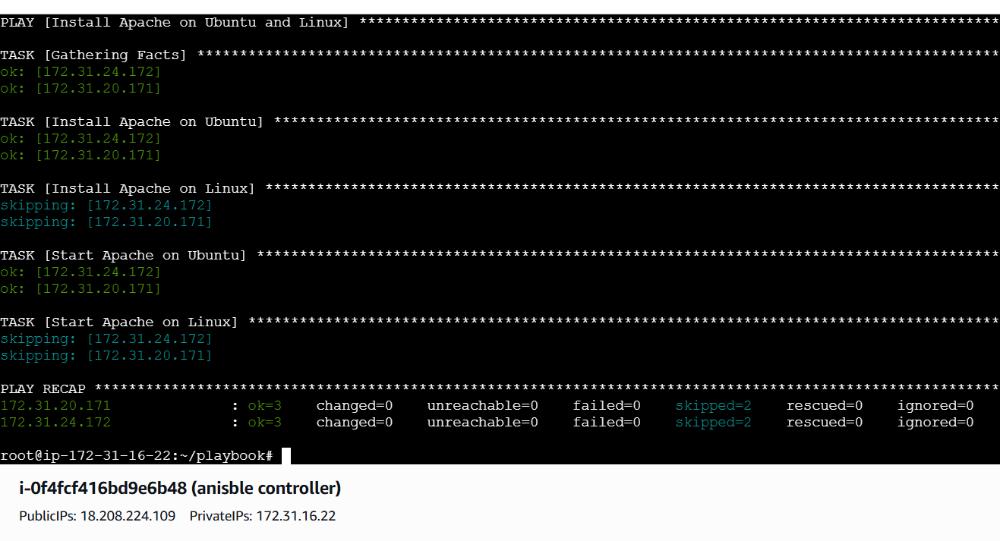 PLAY [Install Apache on Ubuntu and Linux] ***************************************************************************
TASK [Gathering Facts] **********************************************************************************************
ok: [172.31.24.172]
ok: [172.31.20.171]
TASK [Install Apache on Ubuntu] *************************************************************************************
ok: [172.31.24.172]
ok: [172.31.20.171]
TASK [Install Apache on Linux] **************************************************************************************
skipping: [172.31.24.172]
skipping: [172.31.20.171]
TASK [Start Apache on Ubuntu] ***************************************************************************************
ok: [172.31.24.172]
ok: [172.31.20.171]
TASK [Start Apache on Linux] ****************************************************************************************
skipping: [172.31.24.172]
skipping: [172.31.20.171]
PLAY RECAP **********************************************************************************************************
172.31.20.171 : ok=3 changed=0 unreachable=0 failed=0 skipped=2 rescued=0 ignored=0
172.31.24.172 : ok=3 changed=0 unreachable=0 failed=0 skipped=2 rescued=0 ignored=0
root@ip-172-31-16-22:~/playbook#
i-0f4fcf416bd9e6b48 (anisble controller)
PublicIPs: 18.208.224.109 PrivateIPs: 172.31.16.22